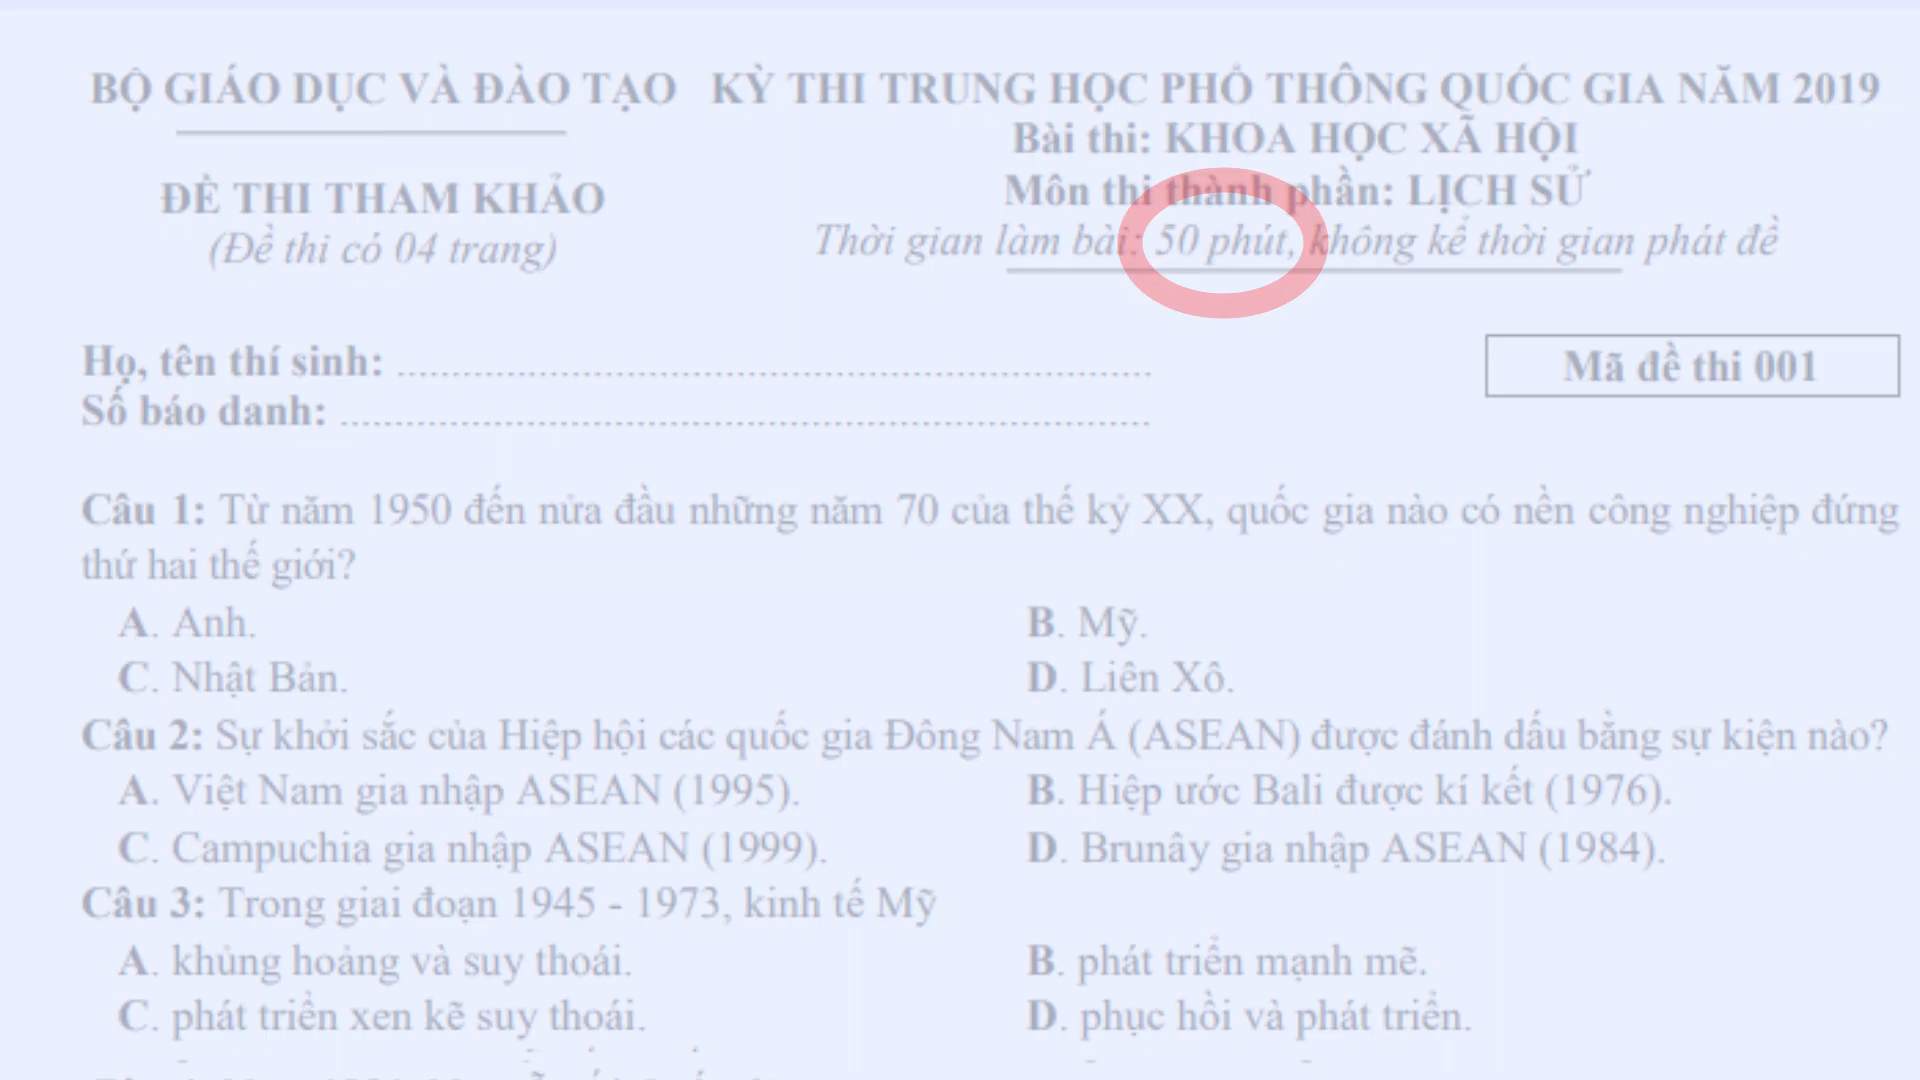 BỘ GIÁO DỤC VÀ ĐÀO TẠO
KỲ THI TRUNG HỌC PHỔ THÔNG QUỐC GIA NĂM 2019
Bài thi: KHOA HỌC XÃ HỘI
ĐỀ THI THAM KHẢO
Môn thi thành phần: LỊCH SỬ
(Đề thi có 04 trang)
Thời gian làm bài: 50 phút, không kể thời gian phát đề
Họ, tên thí sinh: ........................................................................
Mã đề thi 001
Số báo danh: .............................................................................
Câu 1: Từ năm 1950 đến nửa đầu những năm 70 của thế kỷ XX, quốc gia nào có nền công nghiệp đứng
thứ hai thế giới?
A. Anh.
B. Mỹ.
C. Nhật Bản.
D. Liên Xô.
Câu 2: Sự khởi sắc của Hiệp hội các quốc gia Đông Nam Á (ASEAN) được đánh dấu bằng sự kiện nào?
A. Việt Nam gia nhập ASEAN (1995).
B. Hiệp ước Bali được kí kết (1976).
C. Campuchia gia nhập ASEAN (1999).
D. Brunây gia nhập ASEAN (1984).
Câu 3: Trong giai đoạn 1945 - 1973, kinh tế Mỹ
A. khủng hoảng và suy thoái.
B. phát triển mạnh mẽ.
C. phát triển xen kẽ suy thoái.
D. phục hồi và phát triển.